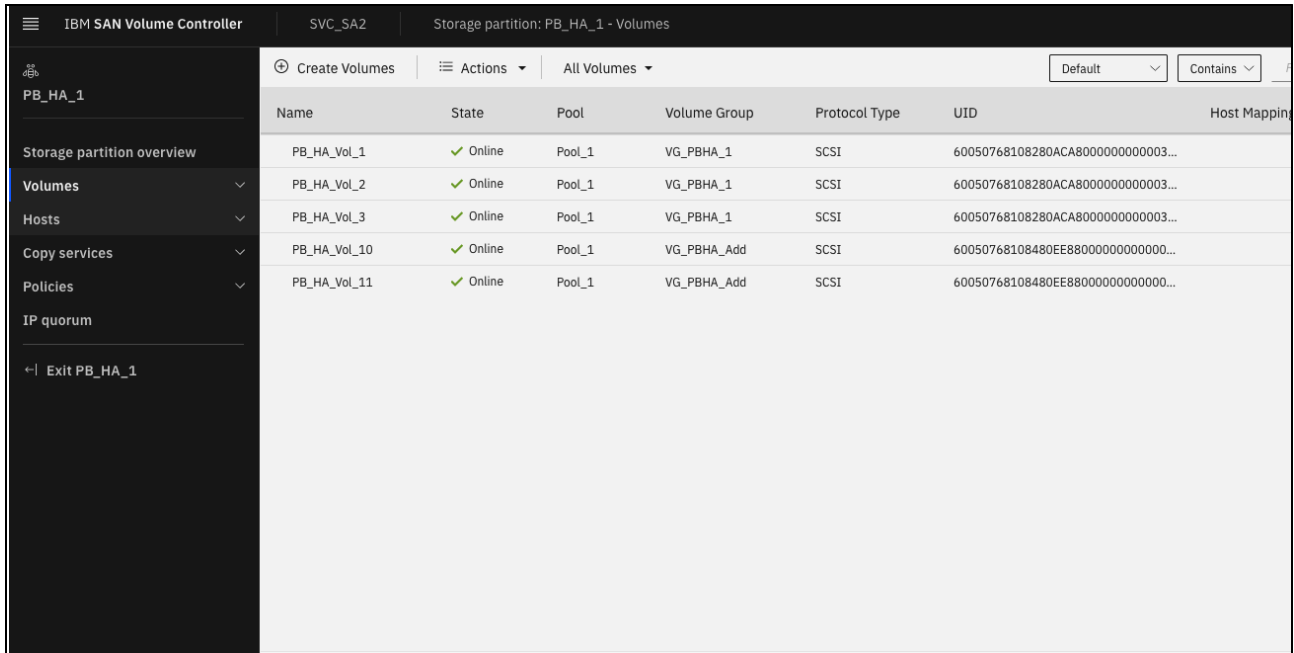 IBM SAN Volume Controller SVC_SA2 Storage partition: PB_HA_1 - Volumes
PB_HA_1
Storage partition overview
Volumes
Hosts
Copy services
Policies
IP quorum
Exit PB_HA_1
Create Volumes Actions All Volumes Default Contains
Name State Pool Volume Group Protocol Type UID Host Mapping
PB_HA_Vol_1 Online Pool_1 VG_PBHA_1 SCSI 60050768108280ACA8000000000003...
PB_HA_Vol_2 Online Pool_1 VG_PBHA_1 SCSI 60050768108280ACA8000000000003...
PB_HA_Vol_3 Online Pool_1 VG_PBHA_1 SCSI 60050768108280ACA8000000000003...
PB_HA_Vol_10 Online Pool_1 VG_PBHA_Add SCSI 60050768108480EE88000000000000...
PB_HA_Vol_11 Online Pool_1 VG_PBHA_Add SCSI 60050768108480EE88000000000000...